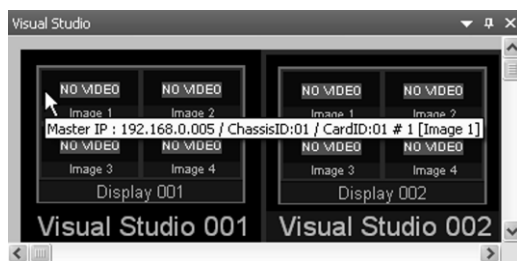 Visual Studio
NO VIDEO NO VIDEO NO VIDEO NO VIDEO
Image 1 Image 2 Image 1 Image 2
Master IP : 192.168.0.005 / ChassisID:01 / CardID:01 # 1 [Image 1]
NO VIDEO NO VIDEO NO VIDEO NO VIDEO
Image 3 Image 4 Image 3 Image 4
Display 001 Display 002
Visual Studio 001 Visual Studio 002